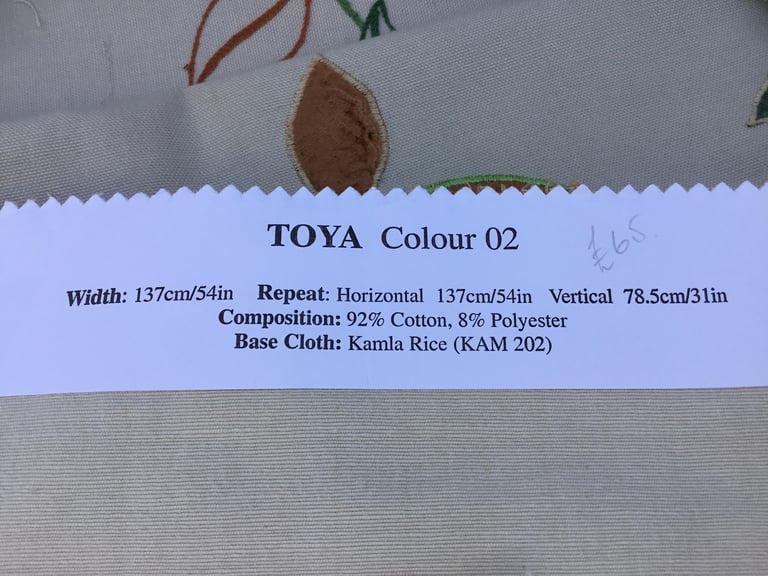 TOYA Colour 02 £65
Width: 137cm/54in Repeat: Horizontal 137cm/54in Vertical 78.5cm/31in
Composition: 92% Cotton, 8% Polyester
Base Cloth: Kamla Rice (KAM 202)